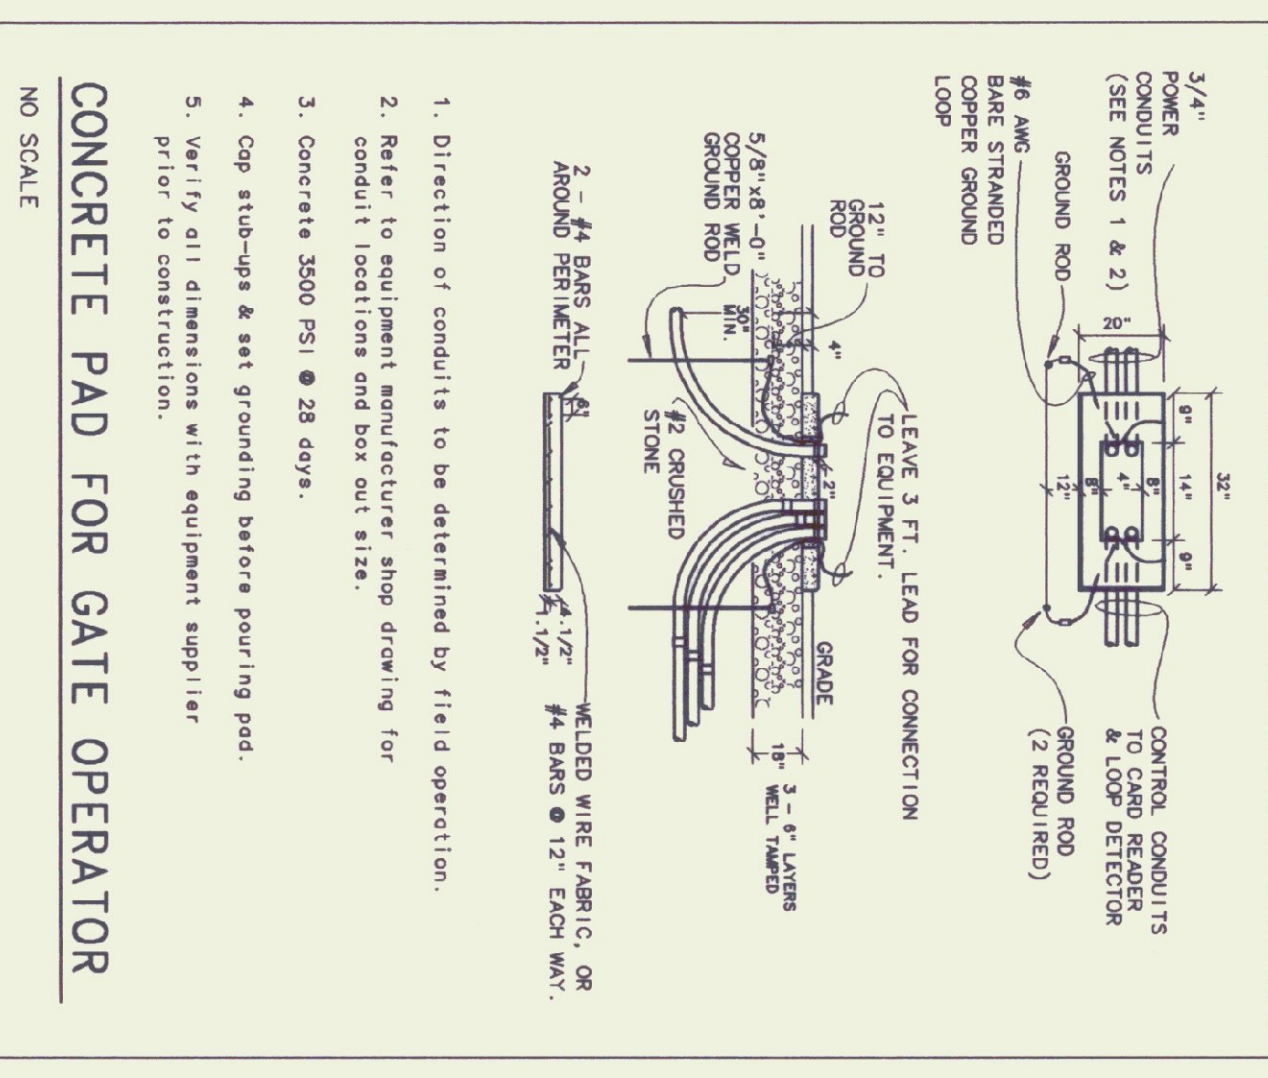 3/4"
POWER
CONDUITS
(SEE NOTES 1 & 2)
GROUND ROD
#6 AWG
BARE STRANDED
COPPER GROUND
LOOP
32"
9"
14"
9"
20"
8"
4"
8"
12"
CONTROL CONDUITS
TO CARD READER
& LOOP DETECTOR
GROUND ROD
(2 REQUIRED)
LEAVE 3 FT. LEAD FOR CONNECTION
TO EQUIPMENT.
12" TO
GROUND
ROD
4"
2"
GRADE
5/8"x8'-0"
COPPER WELD
GROUND ROD
30"
MIN.
18"
3 - 6" LAYERS
WELL TAMPED
#2 CRUSHED
STONE
2 - #4 BARS ALL
AROUND PERIMETER
6"
4.1/2"
1.1/2"
WELDED WIRE FABRIC, OR
#4 BARS @ 12" EACH WAY.
1. Direction of conduits to be determined by field operation.
2. Refer to equipment manufacturer shop drawing for
conduit locations and box out size.
3. Concrete 3500 PSI @ 28 days.
4. Cap stub-ups & set grounding before pouring pad.
5. Verify all dimensions with equipment supplier
prior to construction.
CONCRETE PAD FOR GATE OPERATOR
NO SCALE